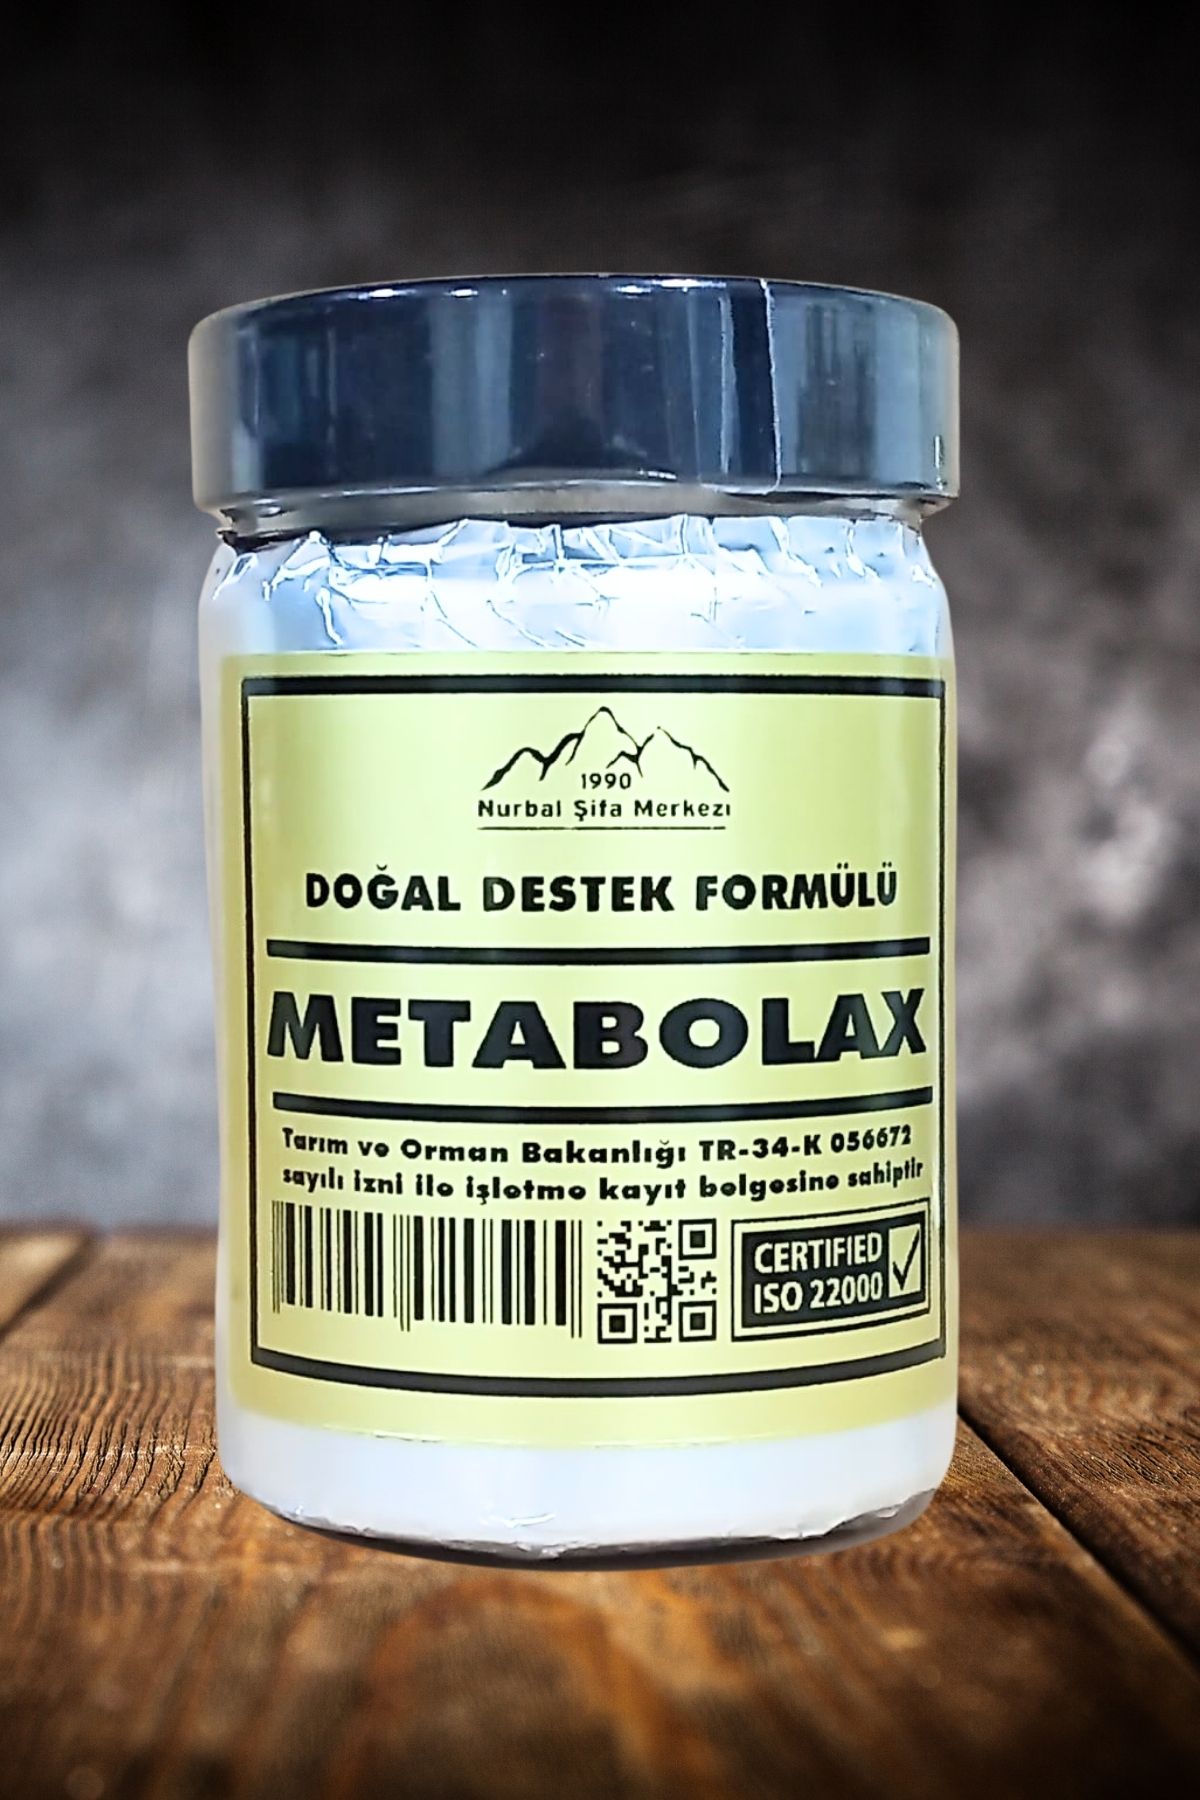 1990
Nurbal Şifa Merkezi
DOĞAL DESTEK FORMÜLÜ
METABOLAX
Tarım ve Orman Bakanlığı TR-34-K 056672
sayılı izni ile işletme kayıt belgesine sahiptir
CERTIFIED
ISO 22000